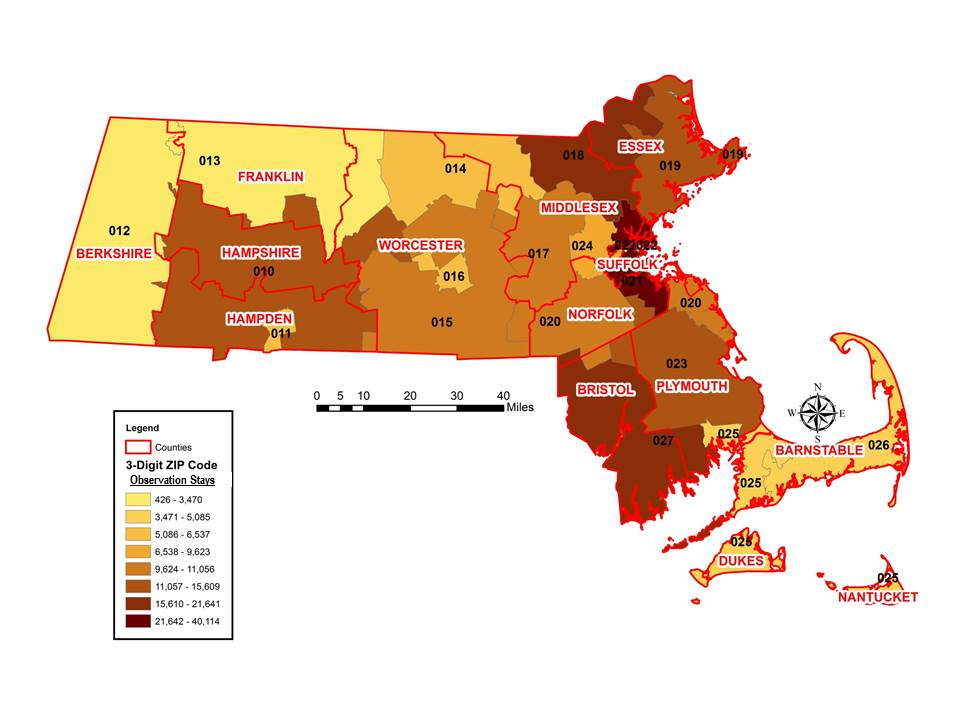 ESSEX
018
019
019
013
014
FRANKLIN
MIDDLESEX
012
BERKSHIRE
HAMPSHIRE
WORCESTER
024
022
017
010
016
SUFFOLK
021
020
HAMPDEN
011
015
020
NORFOLK
023
BRISTOL
PLYMOUTH
0 5 10 20 30 40
Miles
N
W E
S
027
025
BARNSTABLE
026
025
Legend
Counties
3-Digit ZIP Code
Observation Stays
426 - 3,470
3,471 - 5,085
5,086 - 6,537
6,538 - 9,623
9,624 - 11,056
11,057 - 15,609
15,610 - 21,641
21,642 - 40,114
025
DUKES
025
NANTUCKET